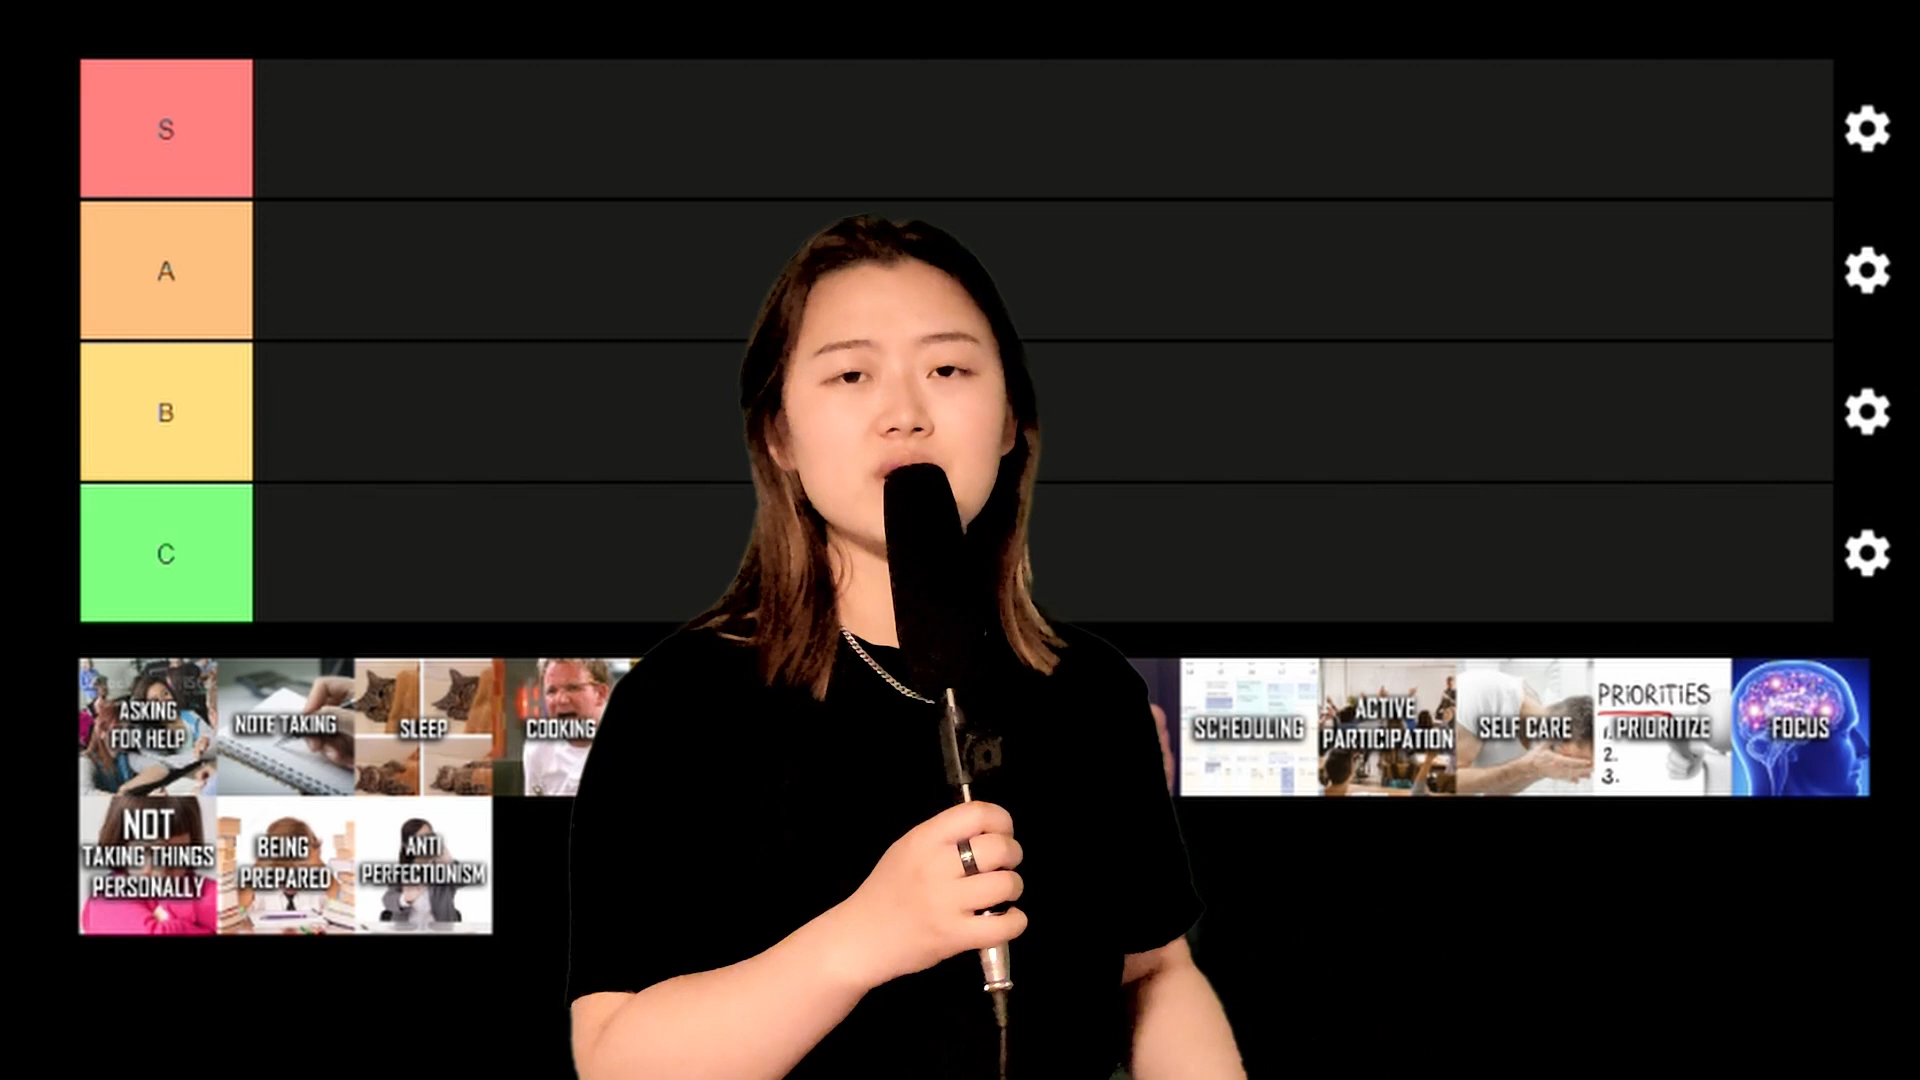 S
A
B
C
ASKING
FOR HELP
NOTE TAKING
SLEEP
COOKING
SCHEDULING
ACTIVE
PARTICIPATION
SELF CARE
PRIORITIES
PRIORITIZE
2.
3.
FOCUS
NOT
TAKING THINGS
PERSONALLY
BEING
PREPARED
ANTI
PERFECTIONISM